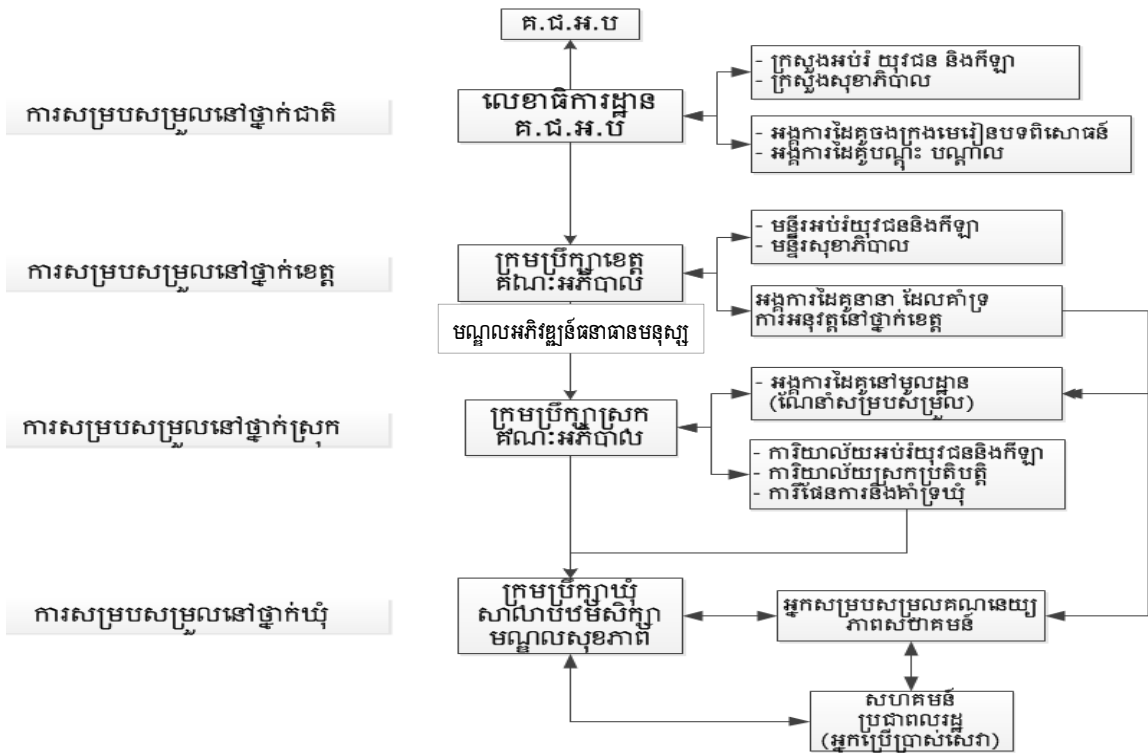 គ.ជ.អ.ប
- ក្រសួងអប់រំ យុវជន និងកីឡា
- ក្រសួងសុខាភិបាល
ការសម្របសម្រួលនៅថ្នាក់ជាតិ
លេខាធិការដ្ឋាន
គ.ជ.អ.ប
- អង្គការដៃគូចងក្រងមេរៀនបទពិសោធន៍
- អង្គការដៃគូបណ្តុះ បណ្តាល
- មន្ទីរអប់រំយុវជននិងកីឡា
- មន្ទីរសុខាភិបាល
ការសម្របសម្រួលនៅថ្នាក់ខេត្ត
ក្រុមប្រឹក្សាខេត្ត
គណៈអភិបាល
អង្គការដៃគូនានា ដែលគាំទ្រ
ការអនុវត្តនៅថ្នាក់ខេត្ត
មណ្ឌលអភិវឌ្ឍន៍ធនាធានមនុស្ស
- អង្គការដៃគូនៅមូលដ្ឋាន
(ណែនាំសម្របសម្រួល)
ការសម្របសម្រួលនៅថ្នាក់ស្រុក
ក្រុមប្រឹក្សាស្រុក
គណៈអភិបាល
- ការិយាល័យអប់រំយុវជននិងកីឡា
- ការិយាល័យស្រុកប្រតិបត្តិ
- ការិផែនការនិងគាំទ្រឃុំ
ការសម្របសម្រួលនៅថ្នាក់ឃុំ
ក្រុមប្រឹក្សាឃុំ
សាលាបឋមសិក្សា
មណ្ឌលសុខភាព
អ្នកសម្របសម្រួលគណនេយ្យ
ភាពសហគមន៍
សហគមន៍
ប្រជាពលរដ្ឋ
(អ្នកប្រើប្រាស់សេវា)